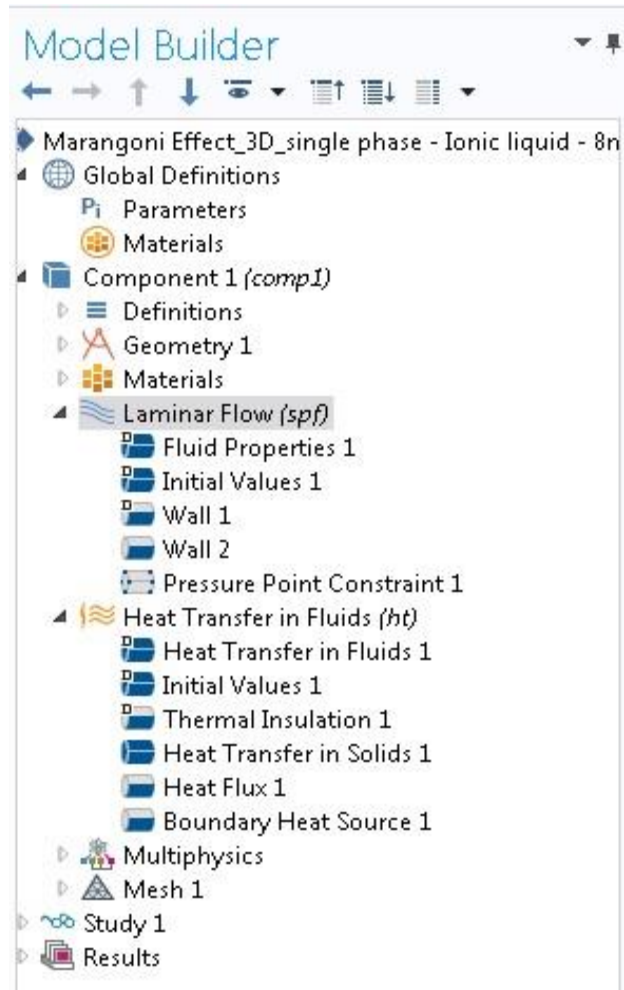 Model Builder
Marangoni Effect_3D_single phase - Ionic liquid - 8n
Global Definitions
Pi Parameters
Materials
Component 1 (comp1)
Definitions
Geometry 1
Materials
Laminar Flow (spf)
D Fluid Properties 1
D Initial Values 1
D Wall 1
Wall 2
Pressure Point Constraint 1
Heat Transfer in Fluids (ht)
D Heat Transfer in Fluids 1
D Initial Values 1
D Thermal Insulation 1
Heat Transfer in Solids 1
Heat Flux 1
Boundary Heat Source 1
Multiphysics
Mesh 1
Study 1
Results